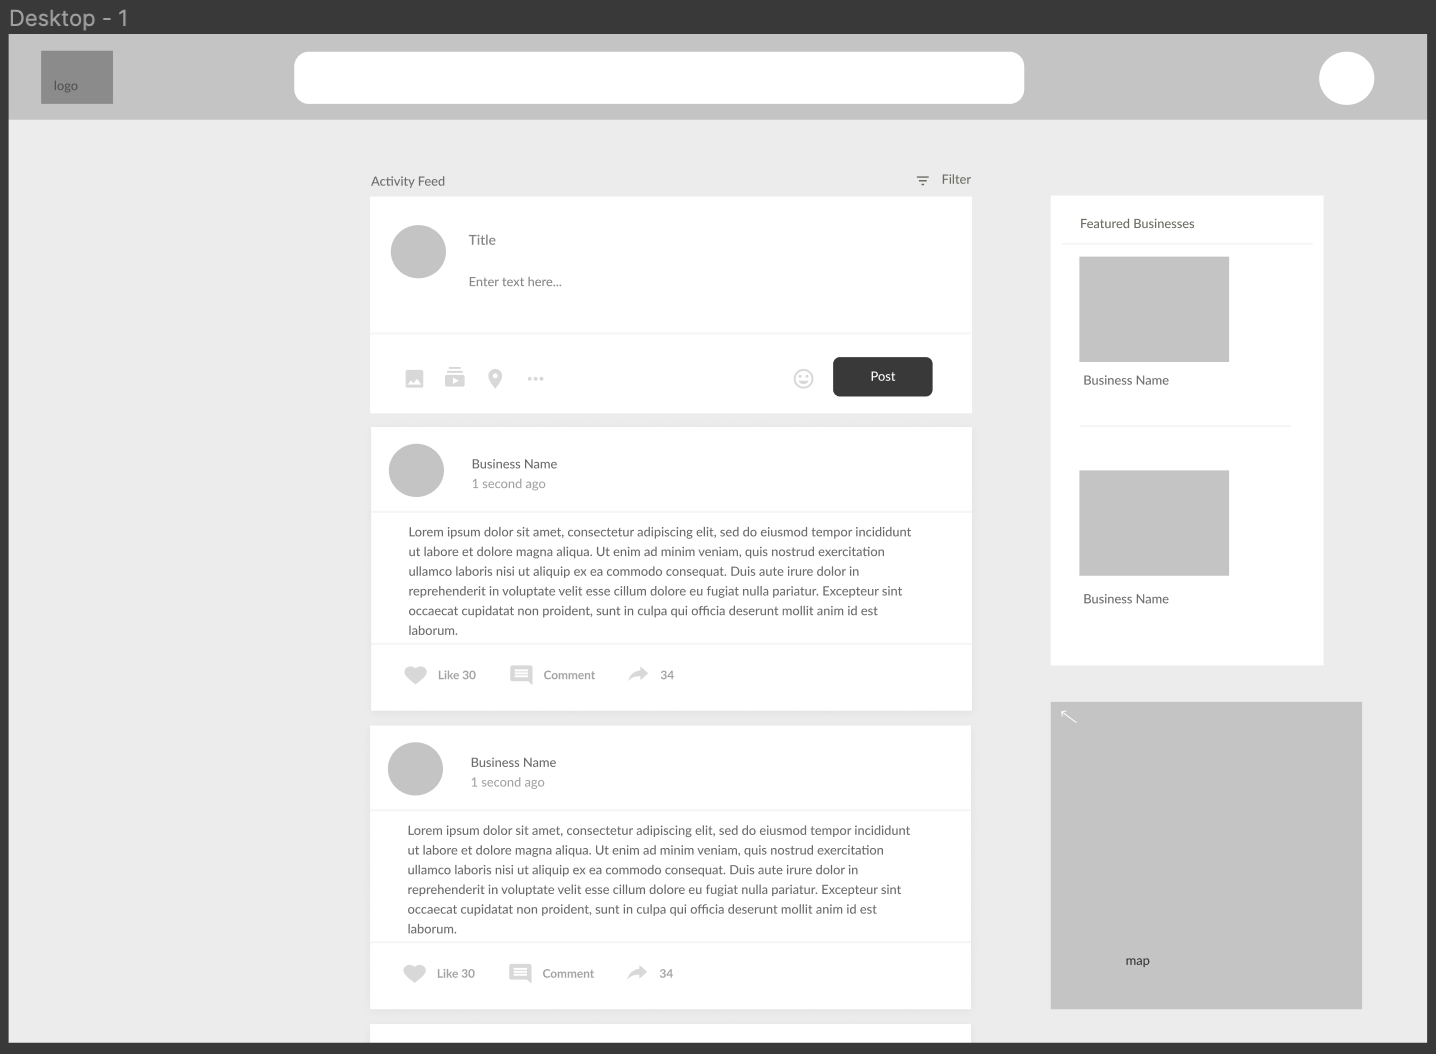 Desktop - 1
logo
Activity Feed
Filter
Title
Enter text here...
Post
Business Name
1 second ago
Lorem ipsum dolor sit amet, consectetur adipiscing elit, sed do eiusmod tempor incididunt
ut labore et dolore magna aliqua. Ut enim ad minim veniam, quis nostrud exercitation
ullamco laboris nisi ut aliquip ex ea commodo consequat. Duis aute irure dolor in
reprehenderit in voluptate velit esse cillum dolore eu fugiat nulla pariatur. Excepteur sint
occaecat cupidatat non proident, sunt in culpa qui officia deserunt mollit anim id est
laborum.
Like 30
Comment
34
Business Name
1 second ago
Lorem ipsum dolor sit amet, consectetur adipiscing elit, sed do eiusmod tempor incididunt
ut labore et dolore magna aliqua. Ut enim ad minim veniam, quis nostrud exercitation
ullamco laboris nisi ut aliquip ex ea commodo consequat. Duis aute irure dolor in
reprehenderit in voluptate velit esse cillum dolore eu fugiat nulla pariatur. Excepteur sint
occaecat cupidatat non proident, sunt in culpa qui officia deserunt mollit anim id est
laborum.
Like 30
Comment
34
Featured Businesses
Business Name
Business Name
map